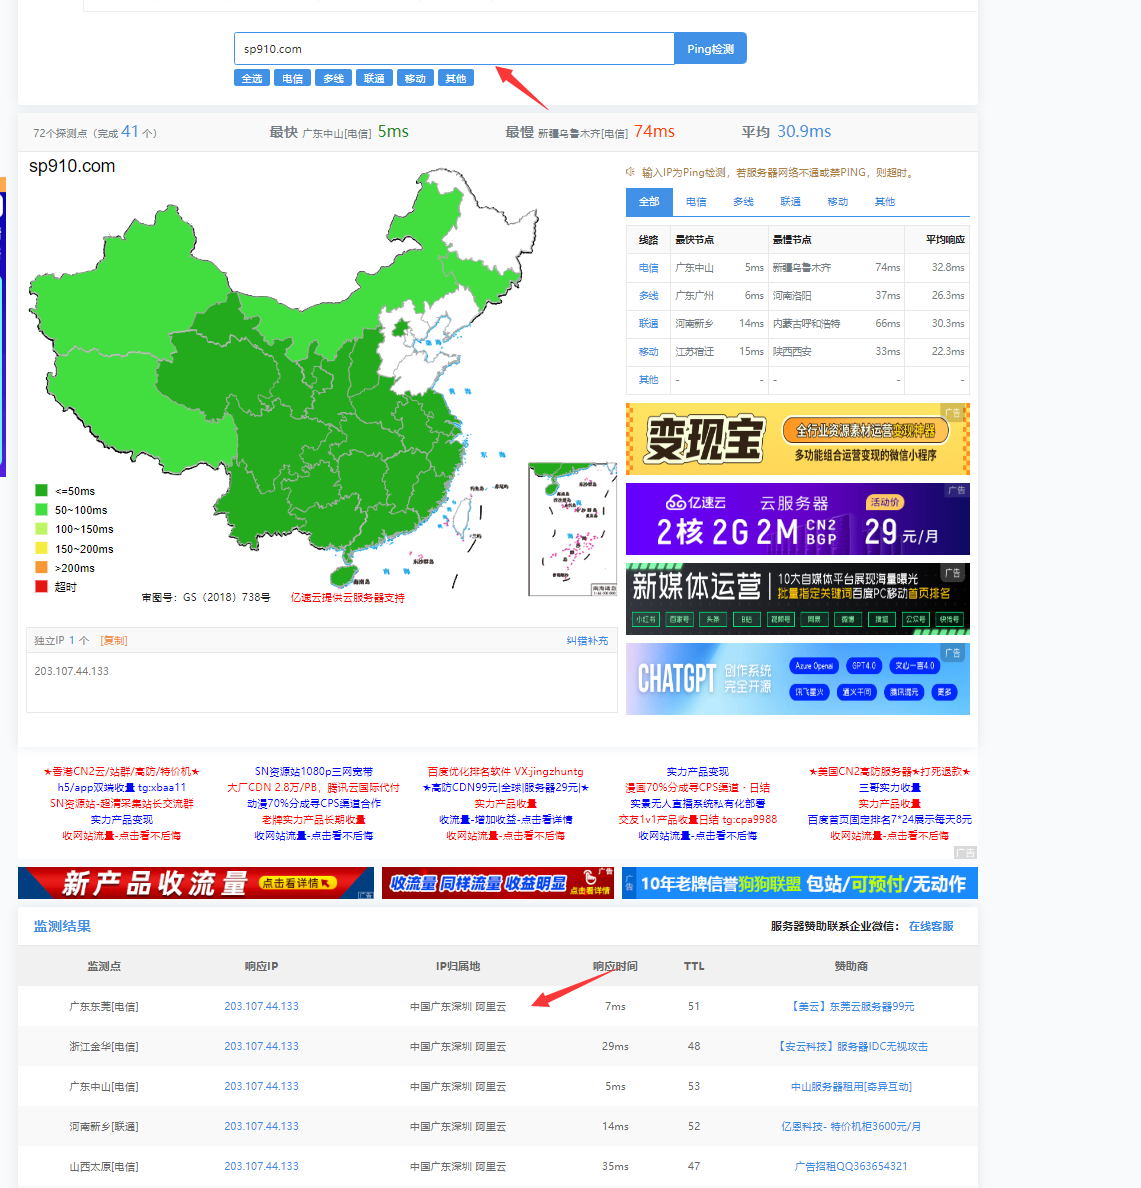 sp910.com
Ping检测
全选 电信 多线 联通 移动 其他
72个探测点（完成 41 个）
最快 广东中山[电信] 5ms
最慢 新疆乌鲁木齐[电信] 74ms
平均 30.9ms
sp910.com
<=50ms
50~100ms
100~150ms
150~200ms
>200ms
超时
海南岛
审图号：GS（2018）738号
亿速云提供云服务器支持
输入IP为Ping检测，若服务器网络不通或禁PING，则超时。
全部 电信 多线 联通 移动 其他
线路 最快节点 最慢节点 平均响应
电信 广东中山 5ms 新疆乌鲁木齐 74ms 32.8ms
多线 广东广州 6ms 河南洛阳 37ms 26.3ms
联通 河南新乡 14ms 内蒙古呼和浩特 66ms 30.3ms
移动 江苏宿迁 15ms 陕西西安 33ms 22.3ms
其他 - - - - -
广告
变现宝
全行业资源素材运营变现神器
多功能组合运营变现的微信小程序
广告
亿速云 云服务器 活动价
2核 2G 2M CN2 BGP 29元/月
广告
新媒体运营
10大自媒体平台展现海量曝光
批量指定关键词百度PC移动首页排名
小红书 百家号 头条 B站 视频号 网易 微博 搜狐 公众号 快传号
广告
CHATGPT 创作系统 完全开源
Azure Openai GPT4.0 文心一言4.0
讯飞星火 通义千问 腾讯混元 更多
独立IP 1 个 [复制] 纠错补充
203.107.44.133
★香港CN2云/站群/高防/特价机★ SN资源站1080p三网宽带 百度优化排名软件 VX:jingzhuntg 实力产品变现 ★美国CN2高防服务器★打死退款★
h5/app双端收量 tg:xbaa11 大厂CDN 2.8万/PB，腾讯云国际代付 ★高防CDN99元|全球|服务器29元|★ 漫画70%分成寻CPS渠道 · 日结 三哥实力收量
SN资源站-超清采集站长交流群 动漫70%分成寻CPS渠道合作 实力产品收量 实景无人直播系统私有化部署 实力产品收量
实力产品变现 老牌实力产品长期收量 收流量-增加收益-点击看详情 交友1v1产品收量日结 tg:cpa9988 百度首页固定排名7*24展示每天8元
收网站流量-点击看不后悔 收网站流量-点击看不后悔 收网站流量-点击看不后悔 收网站流量-点击看不后悔 收网站流量-点击看不后悔
广告
新产品收流量 点击看详情 广告
收流量 同样流量 收益明显 点击看详情 广告
广告 10年老牌信誉狗狗联盟 包站/可预付/无动作
监测结果 服务器赞助联系企业微信： 在线客服
监测点 响应IP IP归属地 响应时间 TTL 赞助商
广东东莞[电信] 203.107.44.133 中国广东深圳 阿里云 7ms 51 【美云】东莞云服务器99元
浙江金华[电信] 203.107.44.133 中国广东深圳 阿里云 29ms 48 【安云科技】服务器IDC无视攻击
广东中山[电信] 203.107.44.133 中国广东深圳 阿里云 5ms 53 中山服务器租用[奇异互动]
河南新乡[联通] 203.107.44.133 中国广东深圳 阿里云 14ms 52 亿恩科技- 特价机柜3600元/月
山西太原[电信] 203.107.44.133 中国广东深圳 阿里云 35ms 47 广告招租QQ363654321